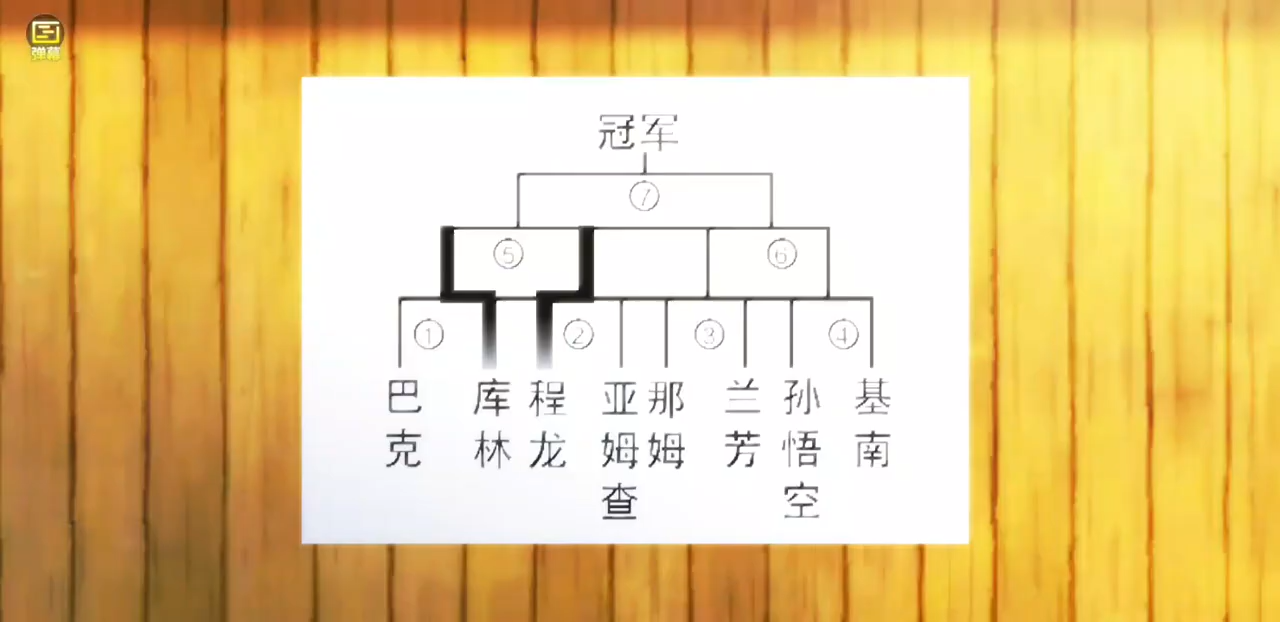 弹幕
冠军
⑦
⑤
⑥
①
②
③
④
巴克
库林
程龙
亚姆查
那姆
兰芳
孙悟空
基南